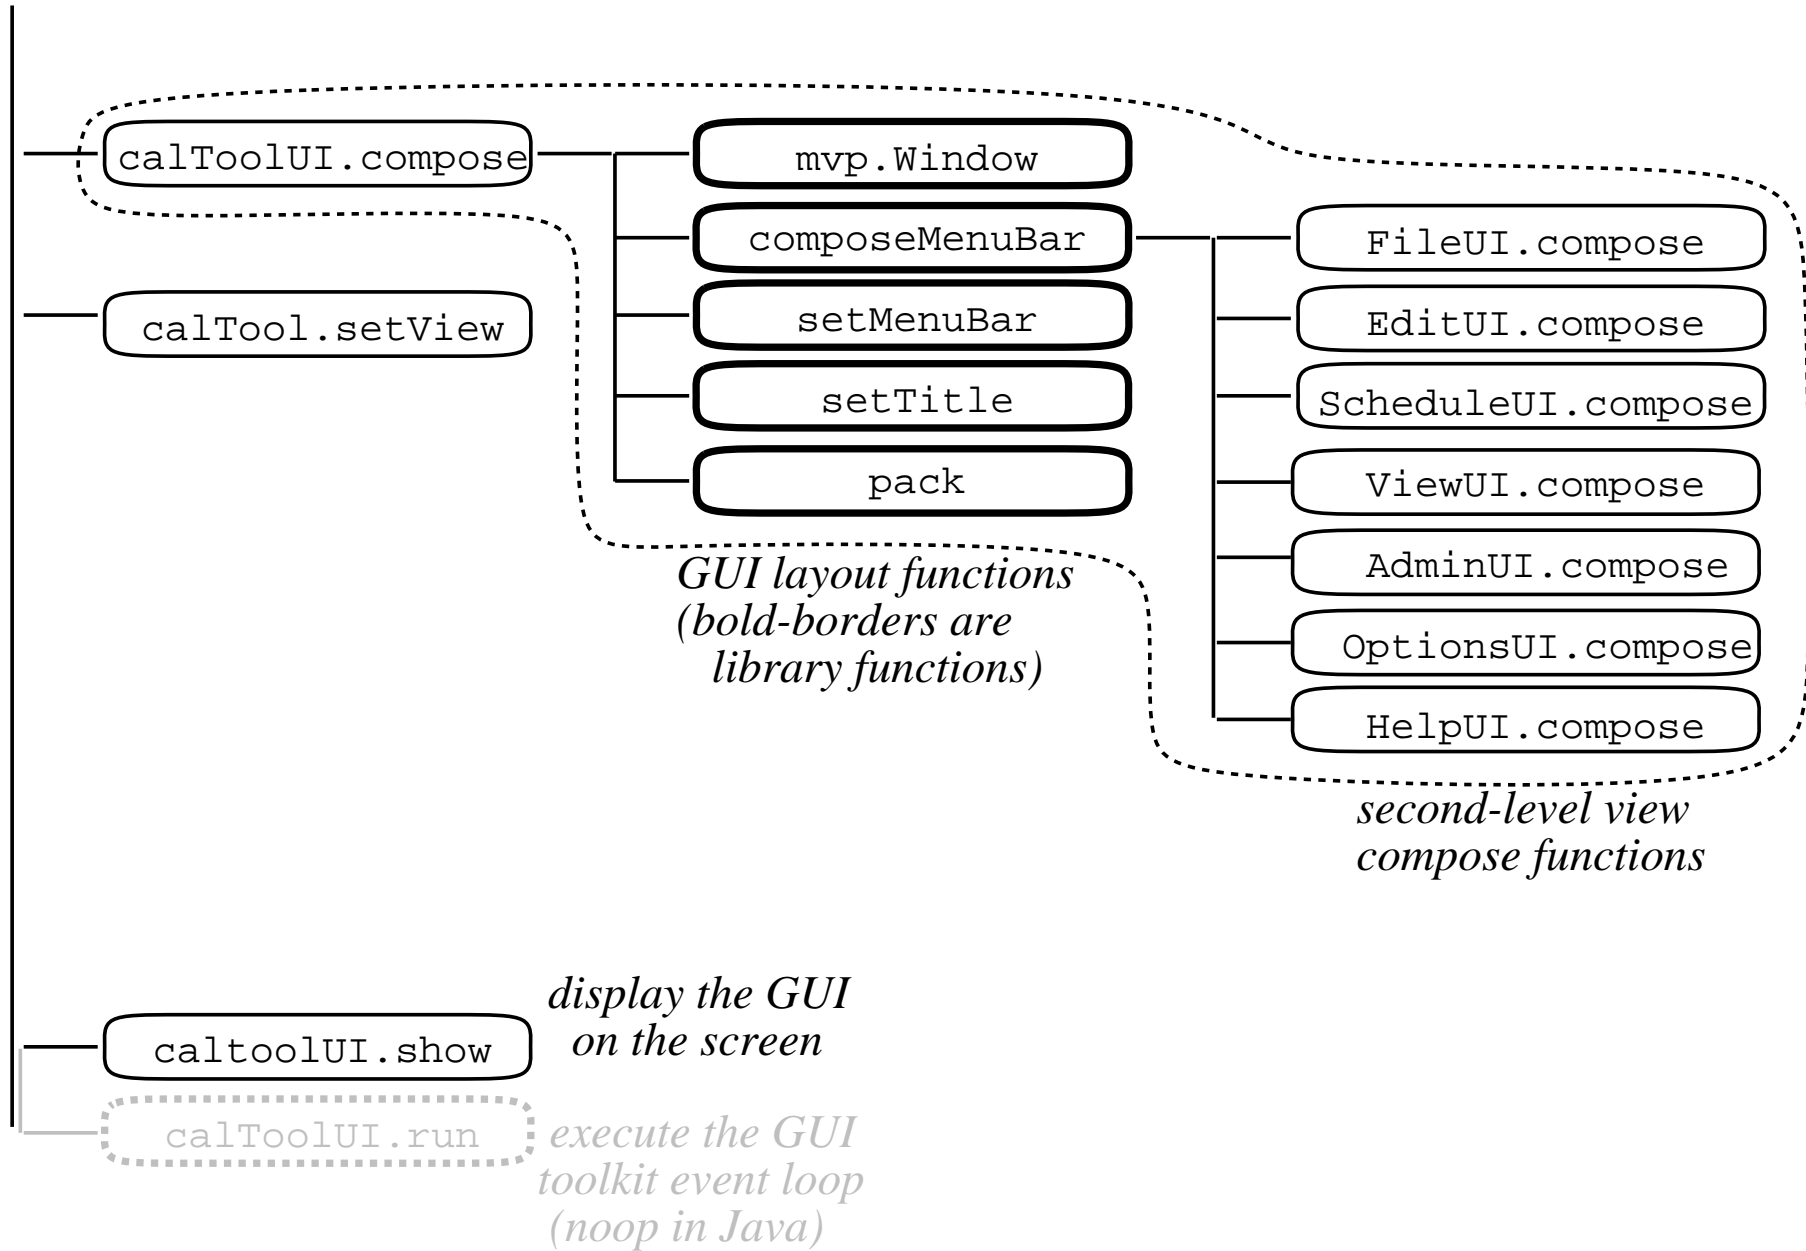 calToolUI.compose
mvp.Window
composeMenuBar
FileUI.compose
calTool.setView
setMenuBar
EditUI.compose
setTitle
ScheduleUI.compose
pack
ViewUI.compose
GUI layout functions
(bold-borders are
library functions)
AdminUI.compose
OptionsUI.compose
HelpUI.compose
second-level view
compose functions
caltoolUI.show
display the GUI
on the screen
calToolUI.run
execute the GUI
toolkit event loop
(noop in Java)